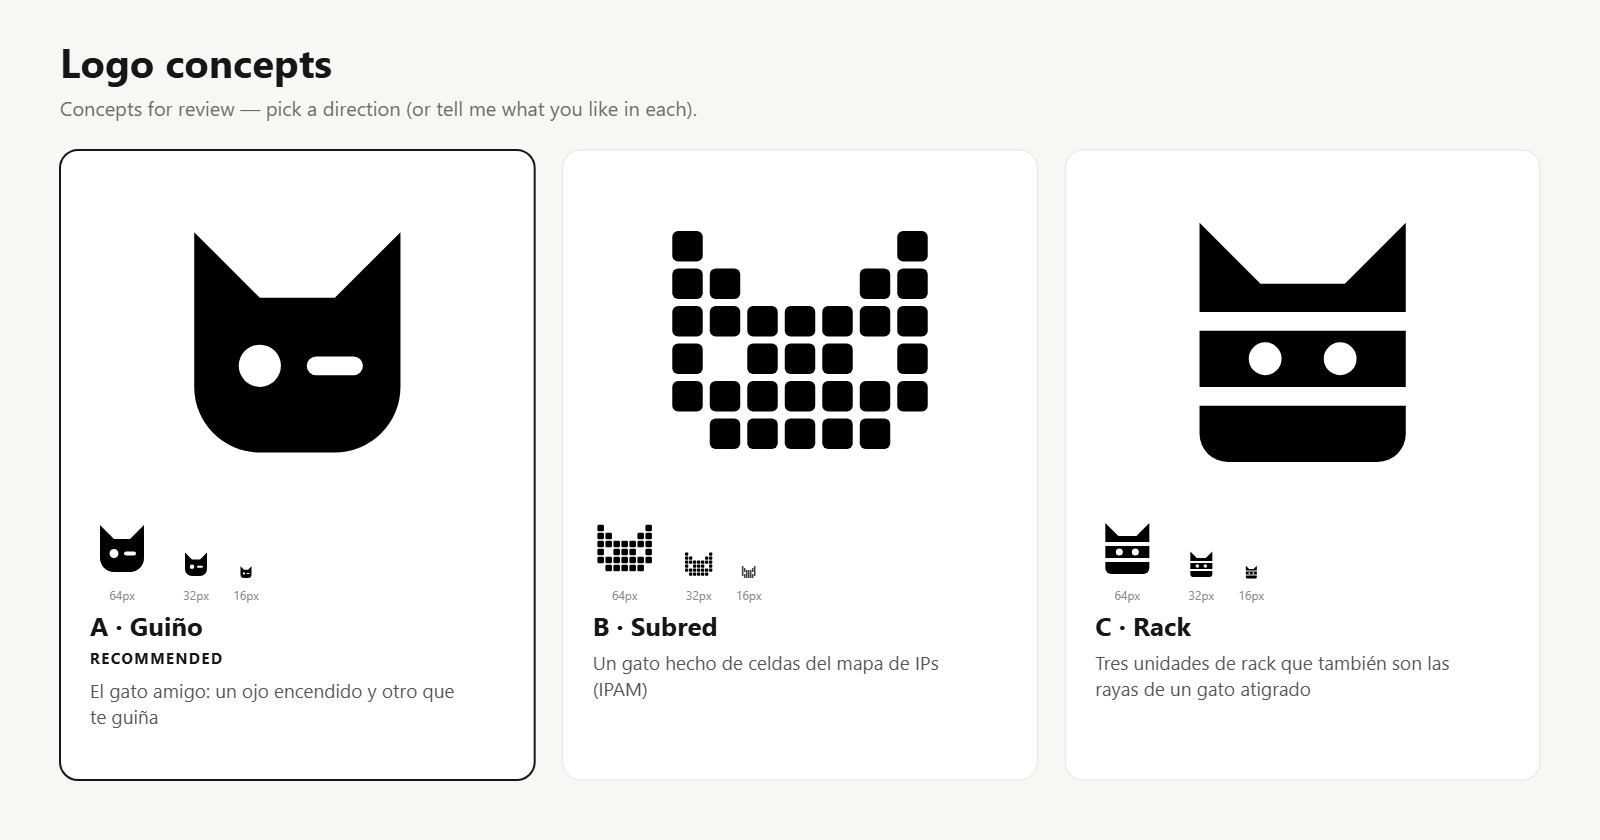 Logo concepts
Concepts for review — pick a direction (or tell me what you like in each).
64px 32px 16px
A · Guiño
RECOMMENDED
El gato amigo: un ojo encendido y otro que
te guiña
64px 32px 16px
B · Subred
Un gato hecho de celdas del mapa de IPs
(IPAM)
64px 32px 16px
C · Rack
Tres unidades de rack que también son las
rayas de un gato atigrado